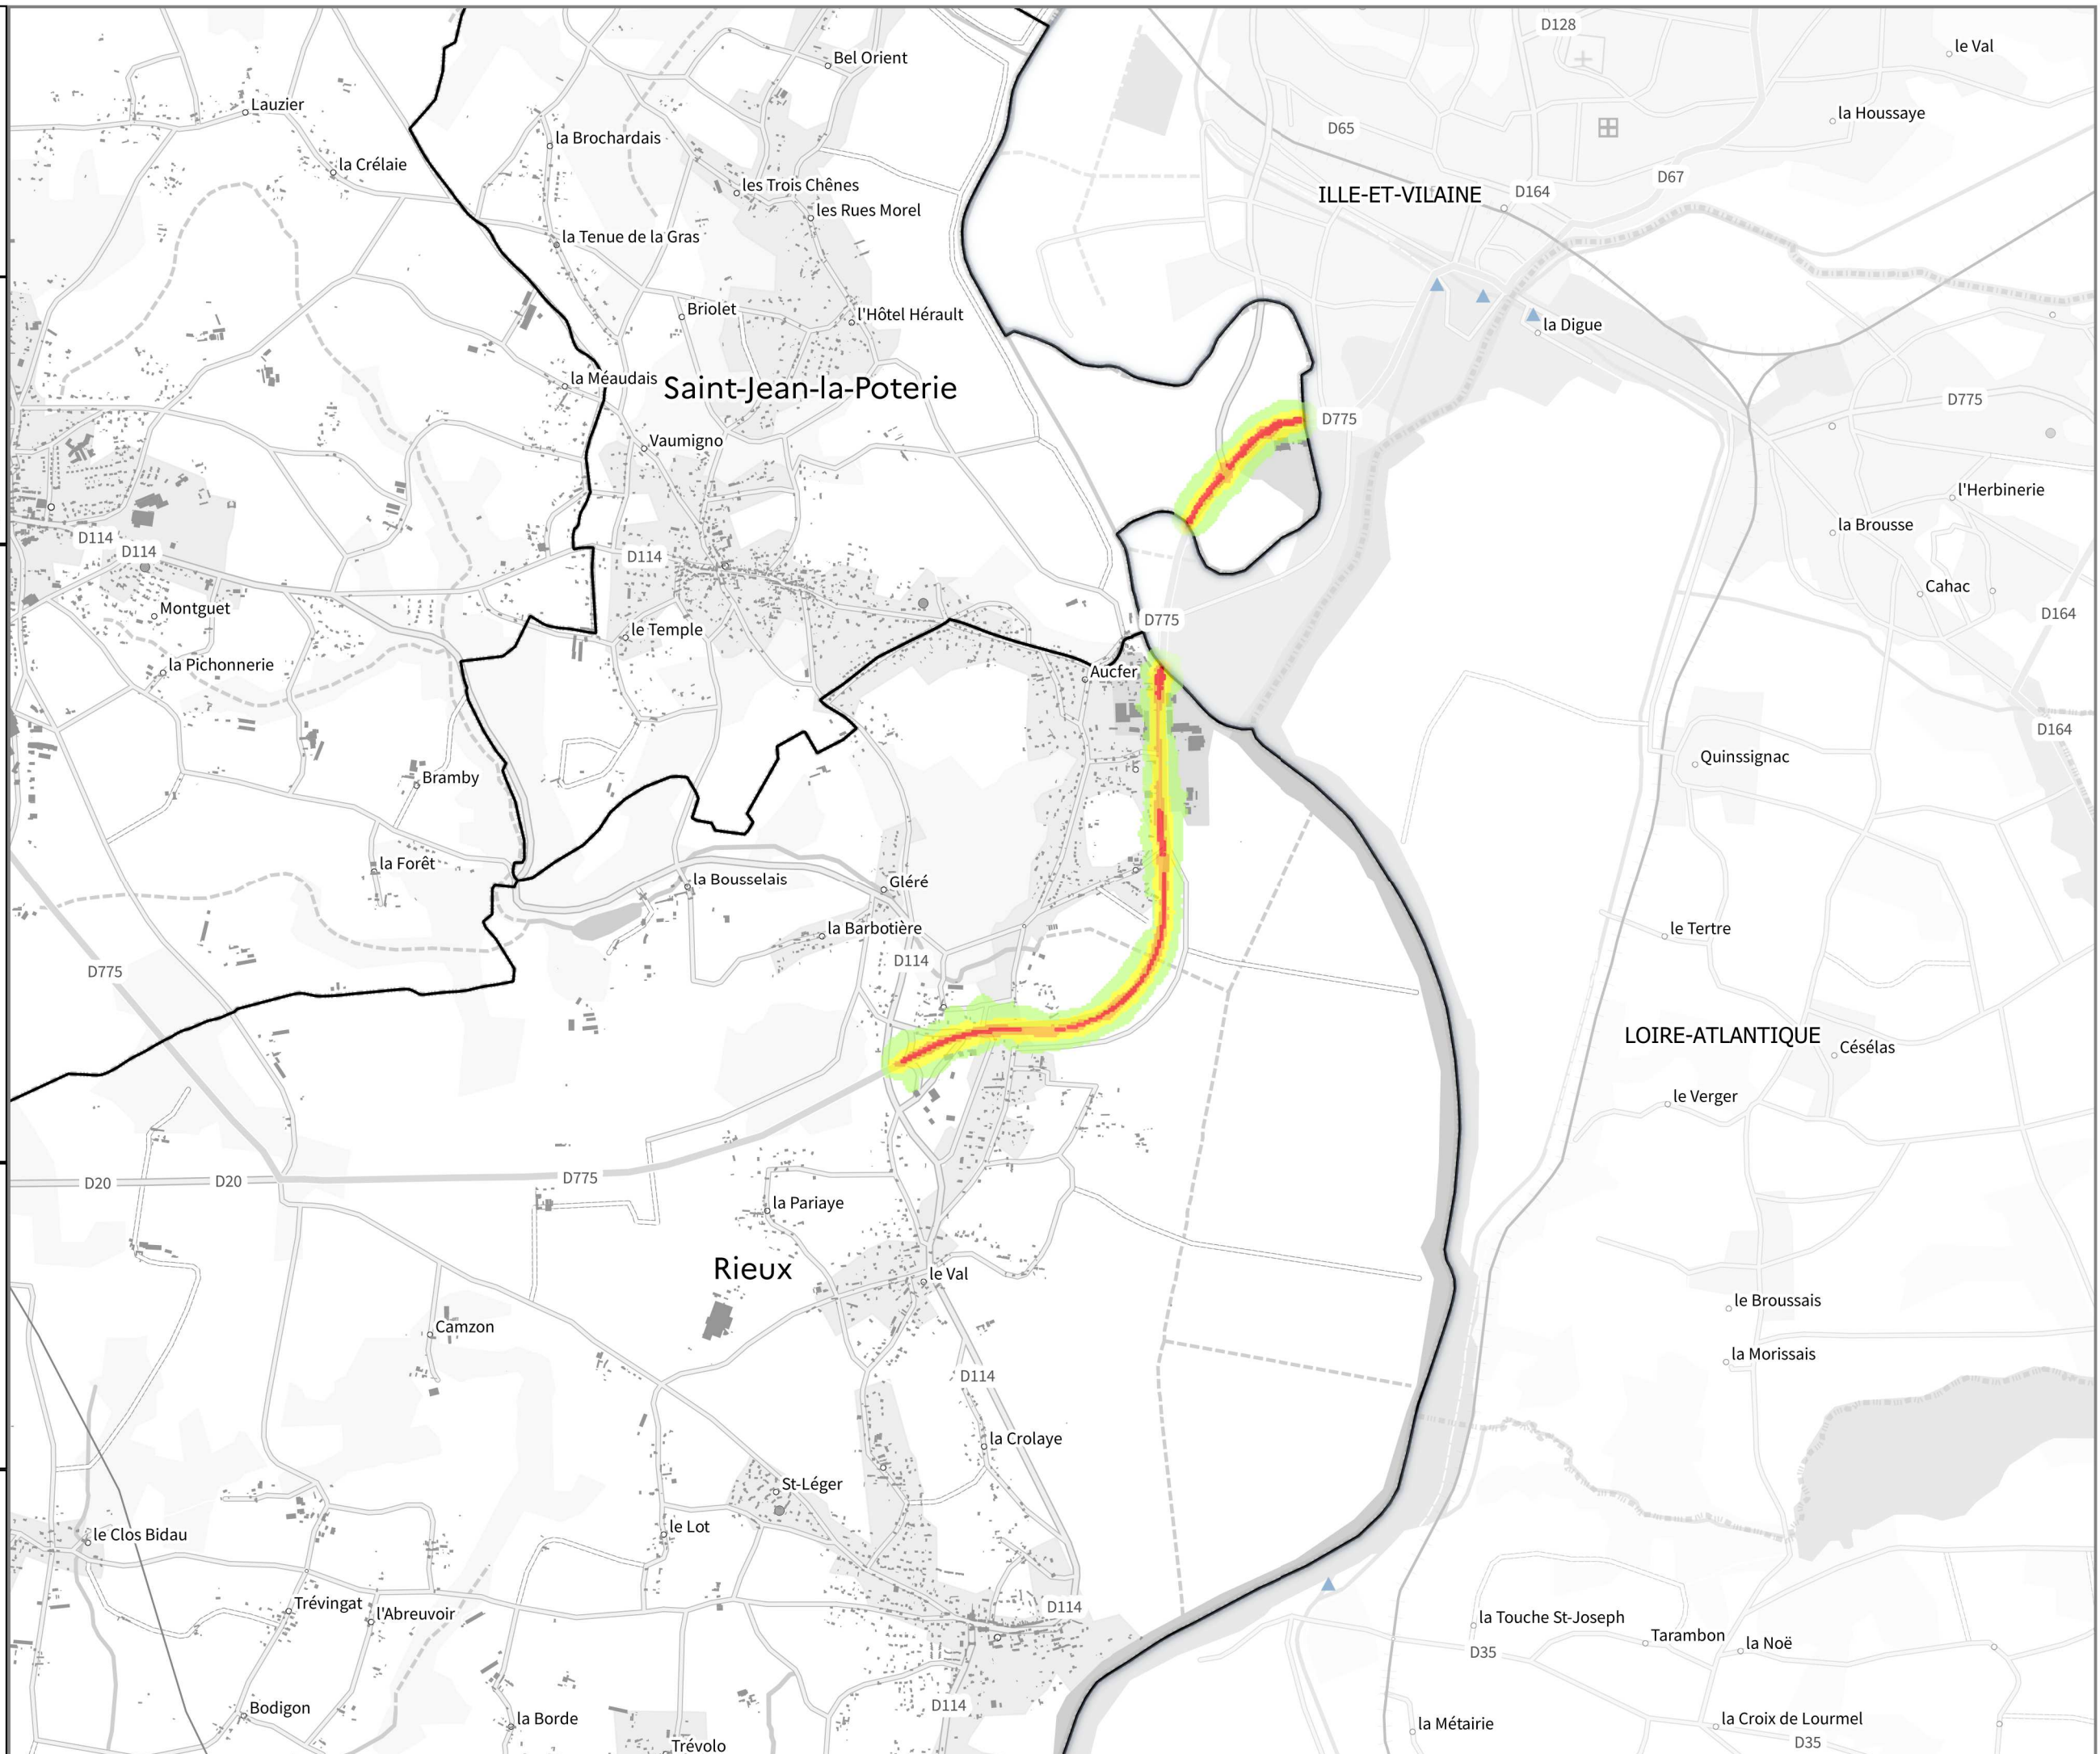 D128
le Val
Bel Orient
Lauzier
la Houssaye
D65
la Brochardais
la Crélaie
D67
les Trois Chênes
ILLE-ET-VILAINE
D164
les Rues Morel
la Tenue de la Gras
Briolet
l'Hôtel Hérault
la Digue
la Méaudais
Saint-Jean-la-Poterie
D775
D775
Vaumigno
l'Herbinerie
la Brousse
D114
D114
D114
Cahac
Montguet
D775
D164
le Temple
la Pichonnerie
Aucfer
D164
Quinssignac
Bramby
la Forêt
la Bousselais
Gléré
la Barbotière
le Tertre
D114
D775
LOIRE-ATLANTIQUE
Césélas
le Verger
D20
D20
D775
la Pariaye
Rieux
le Val
le Broussais
Camzon
la Morissais
D114
la Crolaye
St-Léger
le Lot
le Clos Bidau
Trévingat
l'Abreuvoir
D114
la Touche St-Joseph
Tarambon
la Noë
D35
D114
Bodigon
la Borde
la Métairie
la Croix de Lourmel
D35
Trévolo